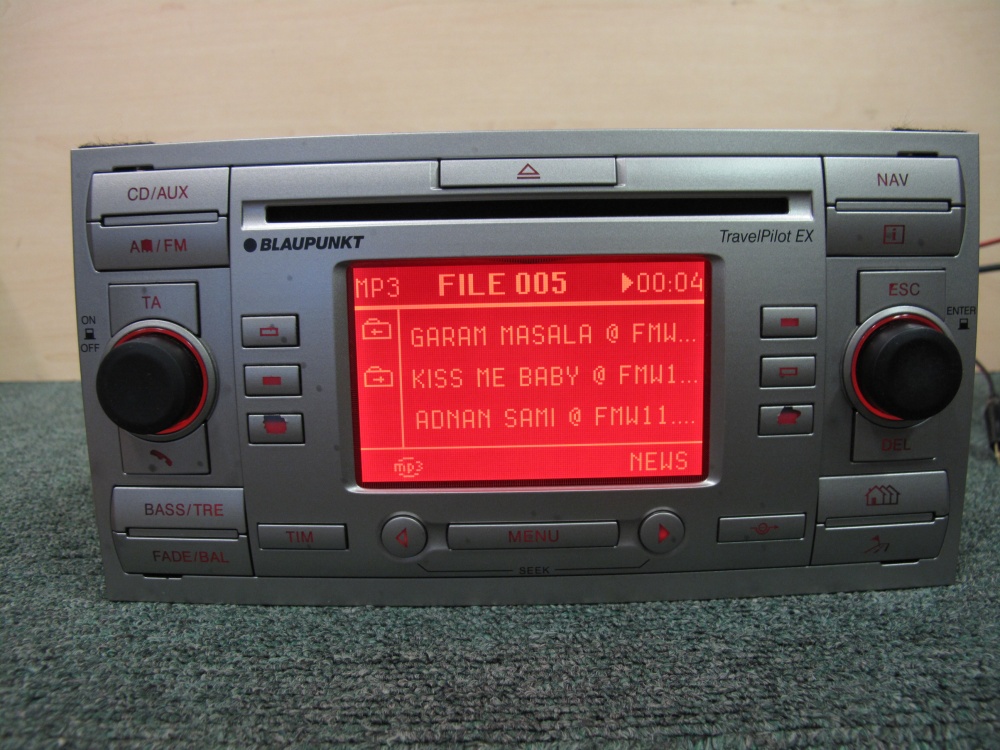 CD/AUX
NAV
AM/FM
BLAUPUNKT
TravelPilot EX
TA
ESC
ON
OFF
ENTER
MP3 FILE 005 00:04
GARAM MASALA @ FMW...
KISS ME BABY @ FMW1...
ADNAN SAMI @ FMW11....
mp3 NEWS
DEL
BASS/TRE
FADE/BAL
TIM
MENU
SEEK